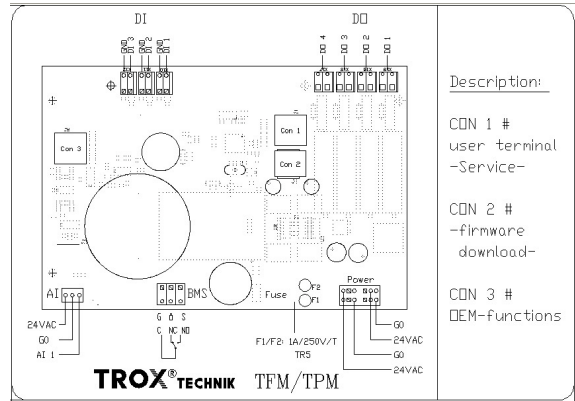 DI
DO
GND
DI 3
GND
DI 2
GND
DI 1
DO 4
DO 3
DO 2
DO 1
Con 1
Con 2
Con 3
AI
BMS
Fuse
F2
F1
Power
24VAC
G0
AI 1
G 0 S
C NC NO
F1/F2: 1A/250V/T
TR5
G0
24VAC
G0
24VAC
TROX® TECHNIK TFM/TPM
Description:
CON 1 #
user terminal
-Service-
CON 2 #
-firmware
download-
CON 3 #
OEM-functions